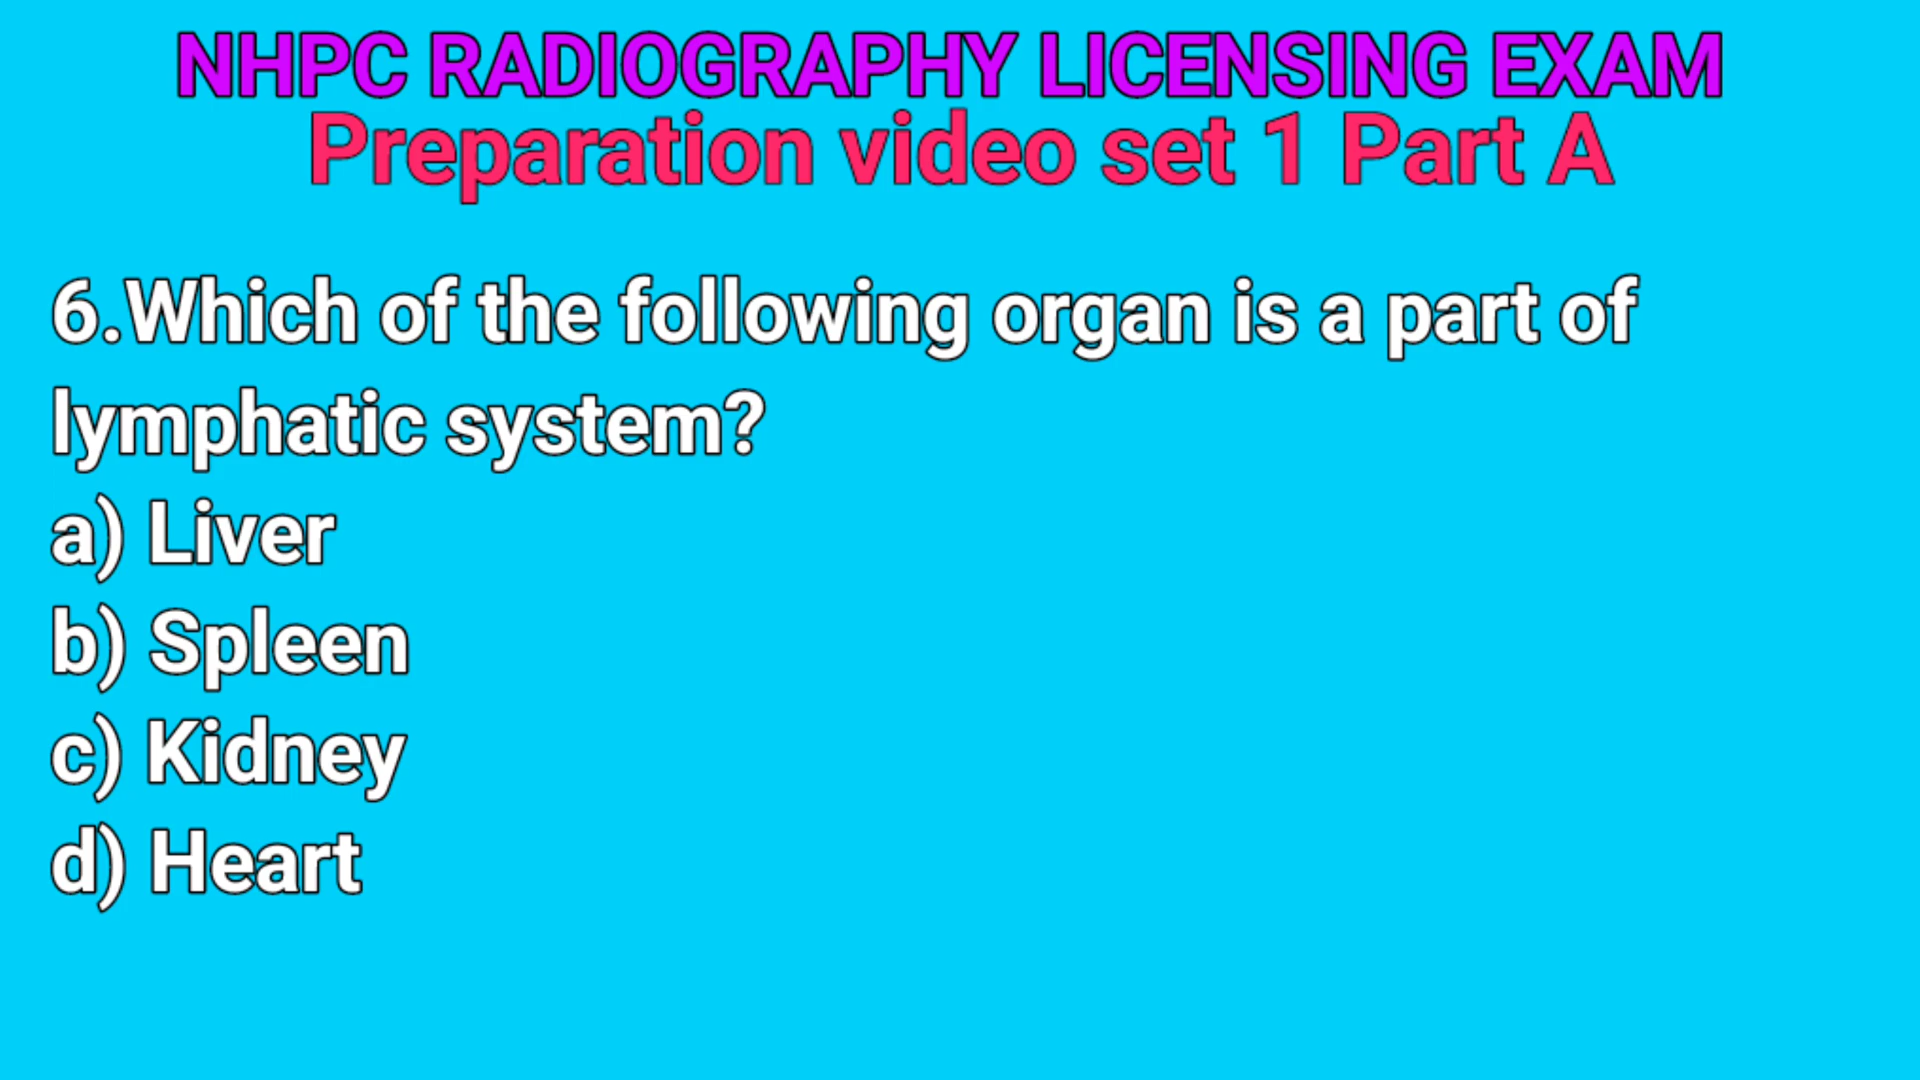 NHPC RADIOGRAPHY LICENSING EXAM
Preparation video set 1 Part A
6.Which of the following organ is a part of
lymphatic system?
a) Liver
b) Spleen
c) Kidney
d) Heart